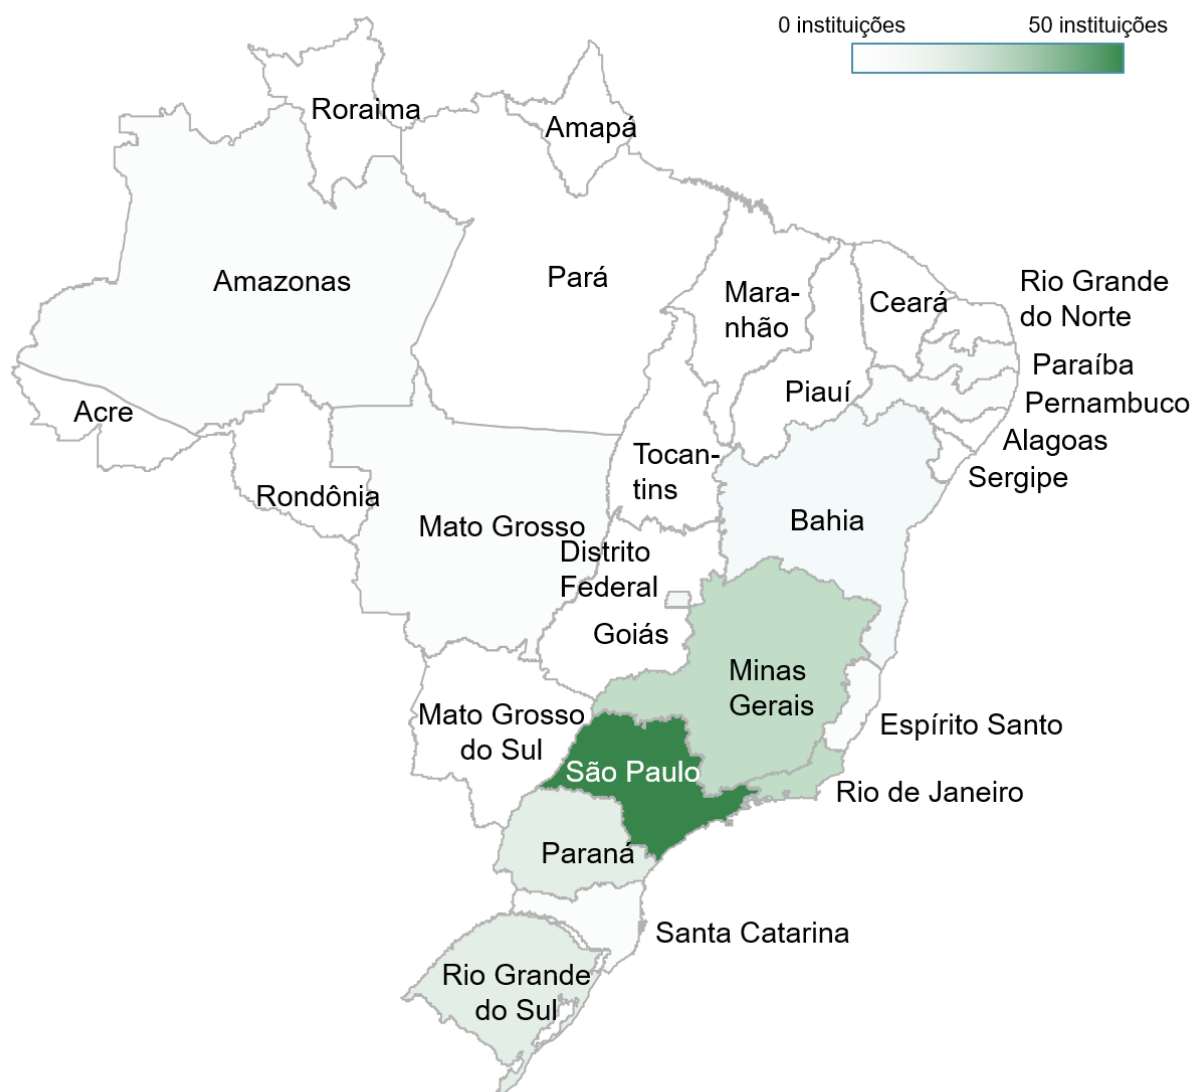 0 instituições
50 instituições
Roraima
Amapá
Amazonas
Pará
Mara-
nhão
Ceará
Rio Grande
do Norte
Paraíba
Piauí
Pernambuco
Acre
Alagoas
Tocan-
tins
Sergipe
Rondônia
Mato Grosso
Bahia
Distrito
Federal
Goiás
Minas
Gerais
Mato Grosso
do Sul
Espírito Santo
São Paulo
Rio de Janeiro
Paraná
Santa Catarina
Rio Grande
do Sul